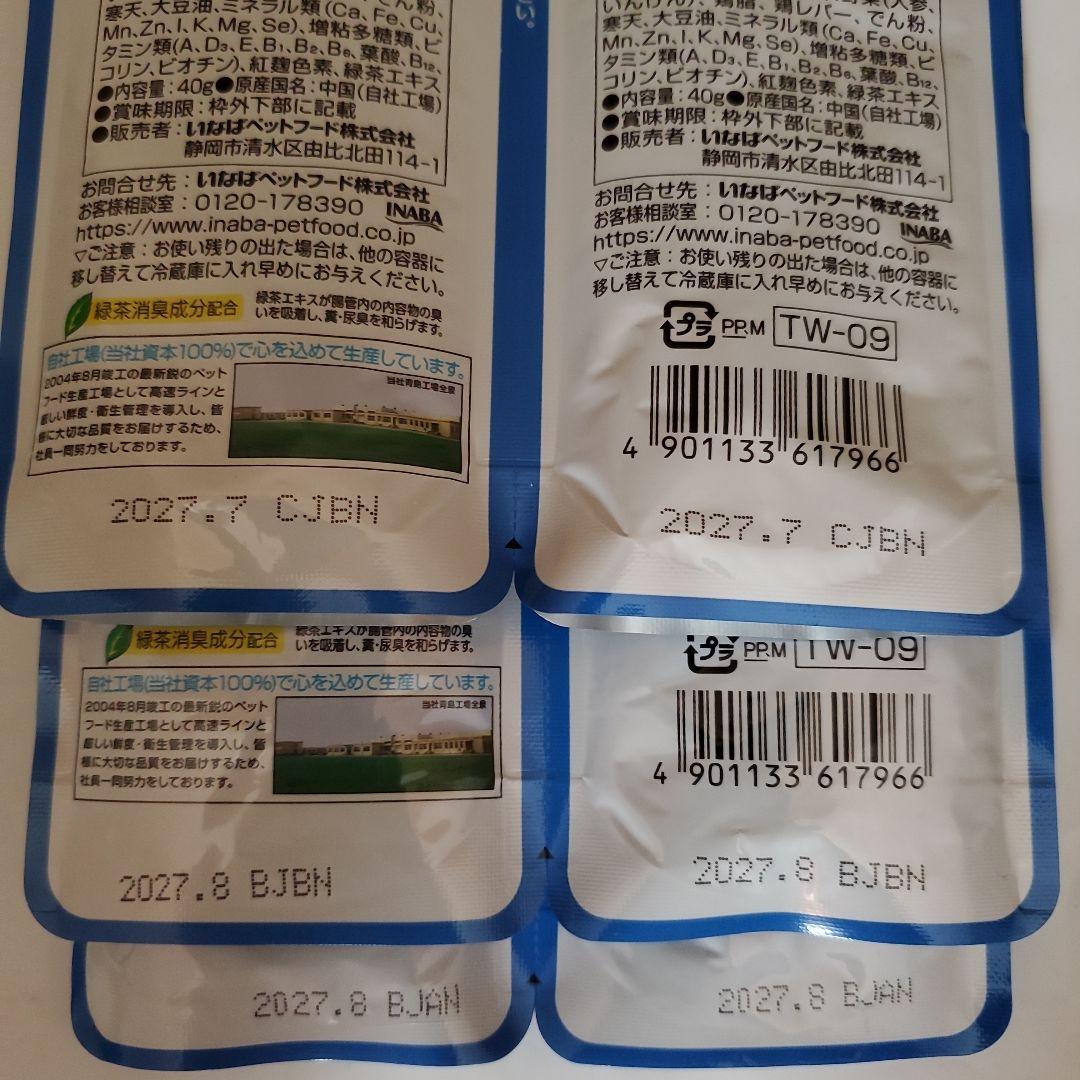 寒天、大豆油、ミネラル類(Ca、Fe、Cu、
Mn、Zn、I、K、Mg、Se)、増粘多糖類、ビ
タミン類(A、D₃、E、B₁、B₂、B₆、葉酸、B₁₂、
コリン、ビオチン)、紅麹色素、緑茶エキス
●内容量：40g●原産国名：中国(自社工場)
●賞味期限：枠外下部に記載
●販売者：いなばペットフード株式会社
静岡市清水区由比北田114-1
お問合せ先：いなばペットフード株式会社
お客様相談室：0120-178390 INABA
https://www.inaba-petfood.co.jp
▽ご注意：お使い残りの出た場合は、他の容器に
移し替えて冷蔵庫に入れ早めにお与えください。
緑茶消臭成分配合
緑茶エキスが腸管内の内容物の臭
いを吸着し、糞・尿臭を和らげます。
自社工場(当社資本100%)で心を込めて生産しています。
2004年8月竣工の最新鋭のペット
フード生産工場として高速ラインと
厳しい鮮度・衛生管理を導入し、皆
様に大切な品質をお届けするため、
社員一同努力をしております。
当社青島工場全景
2027.7 CJBN
い。
いんげん)、鶏脂、鶏レバー、でん粉、
寒天、大豆油、ミネラル類(Ca、Fe、Cu、
Mn、Zn、I、K、Mg、Se)、増粘多糖類、ビ
タミン類(A、D₃、E、B₁、B₂、B₆、葉酸、B₁₂、
コリン、ビオチン)、紅麹色素、緑茶エキス
●内容量：40g●原産国名：中国(自社工場)
●賞味期限：枠外下部に記載
●販売者：いなばペットフード株式会社
静岡市清水区由比北田114-1
お問合せ先：いなばペットフード株式会社
お客様相談室：0120-178390 INABA
https://www.inaba-petfood.co.jp
▽ご注意：お使い残りの出た場合は、他の容器に
移し替えて冷蔵庫に入れ早めにお与えください。
プラ PP,M TW-09
4 901133 617966
2027.7 CJBN
緑茶消臭成分配合
緑茶エキスが腸管内の内容物の臭
いを吸着し、糞・尿臭を和らげます。
自社工場(当社資本100%)で心を込めて生産しています。
2004年8月竣工の最新鋭のペット
フード生産工場として高速ラインと
厳しい鮮度・衛生管理を導入し、皆
様に大切な品質をお届けするため、
社員一同努力をしております。
当社青島工場全景
2027.8 BJBN
プラ PP,M TW-09
4 901133 617966
2027.8 BJBN
2027.8 BJAN
2027.8 BJAN